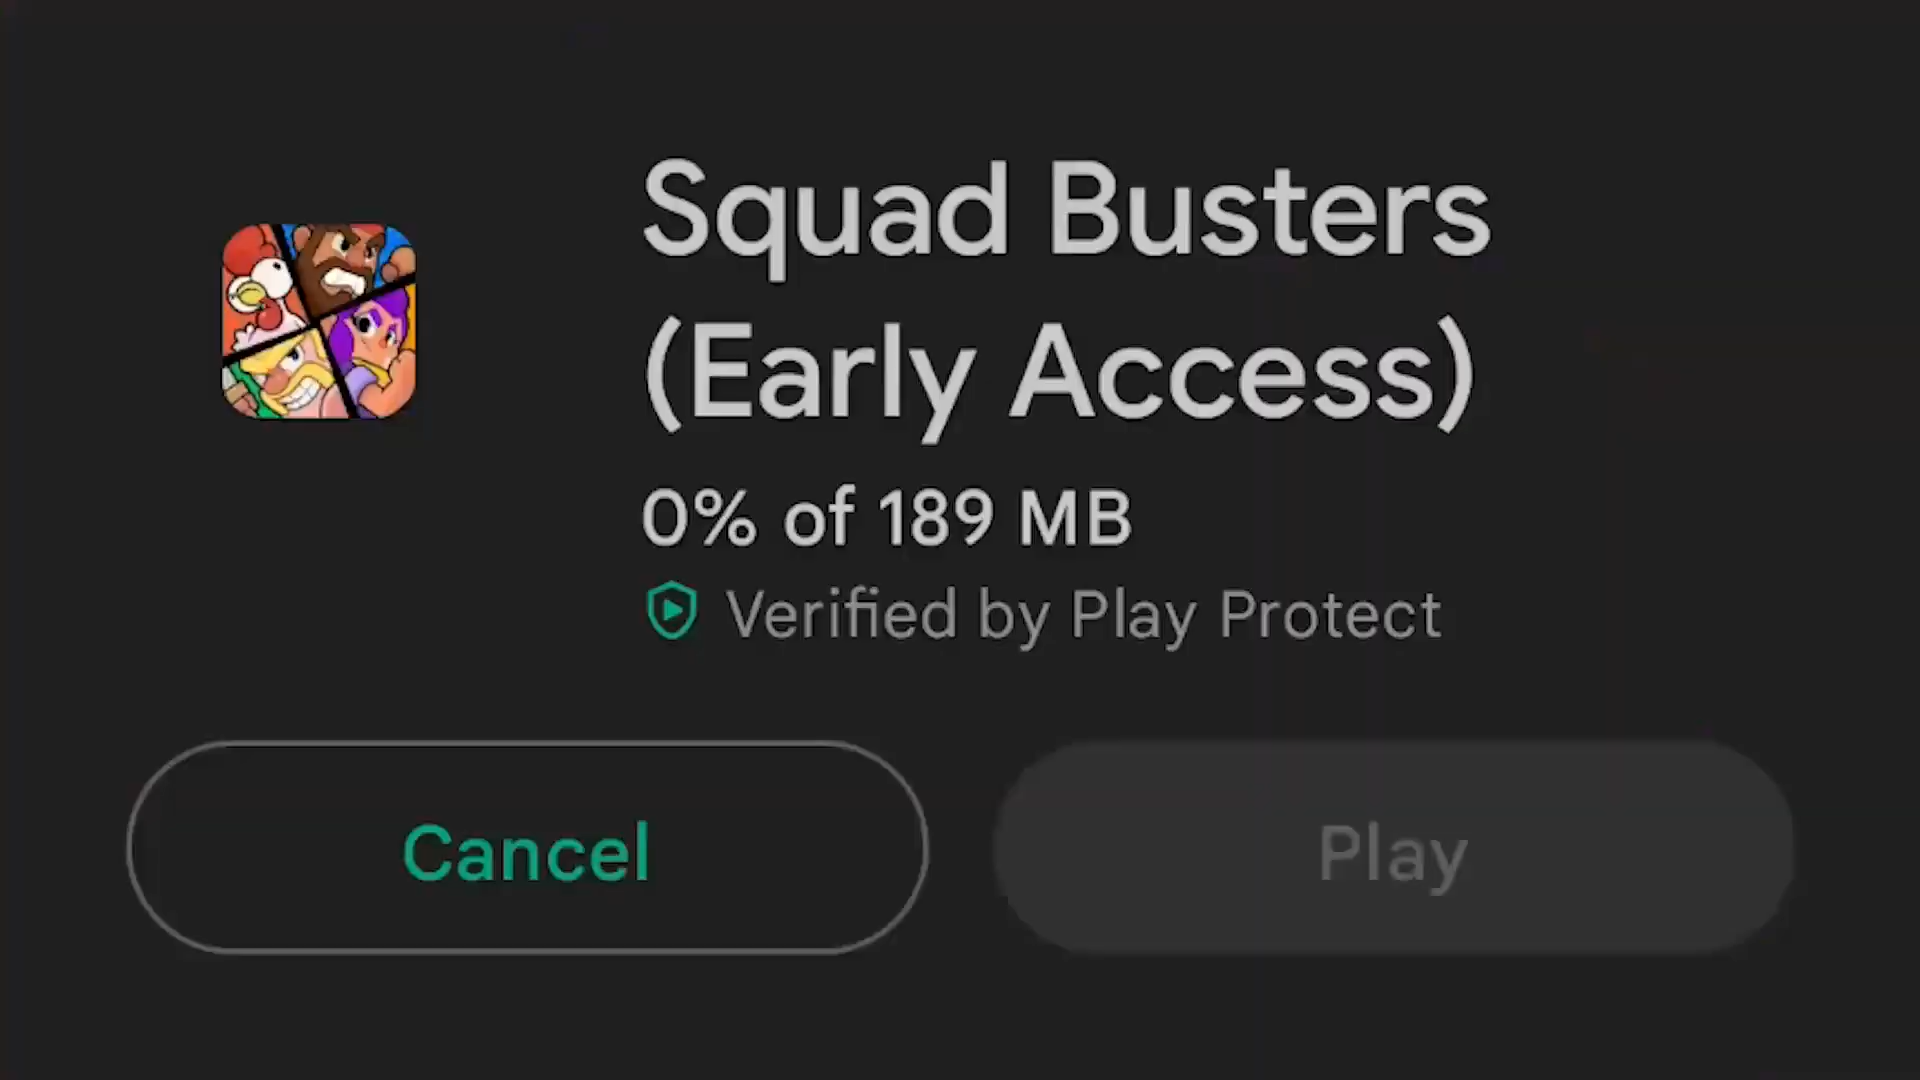 Squad Busters
(Early Access)
0% of 189 MB
Verified by Play Protect
Cancel
Play